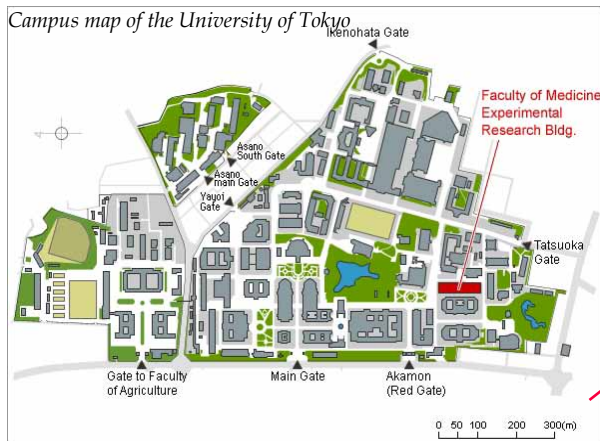 Campus map of the University of Tokyo
Ikenohata Gate
Faculty of Medicine
Experimental
Research Bldg.
Asano
South Gate
Asano
main Gate
Yayoi
Gate
Tatsuoka
Gate
Gate to Faculty
of Agriculture
Main Gate
Akamon
(Red Gate)
0 50 100 200 300(m)